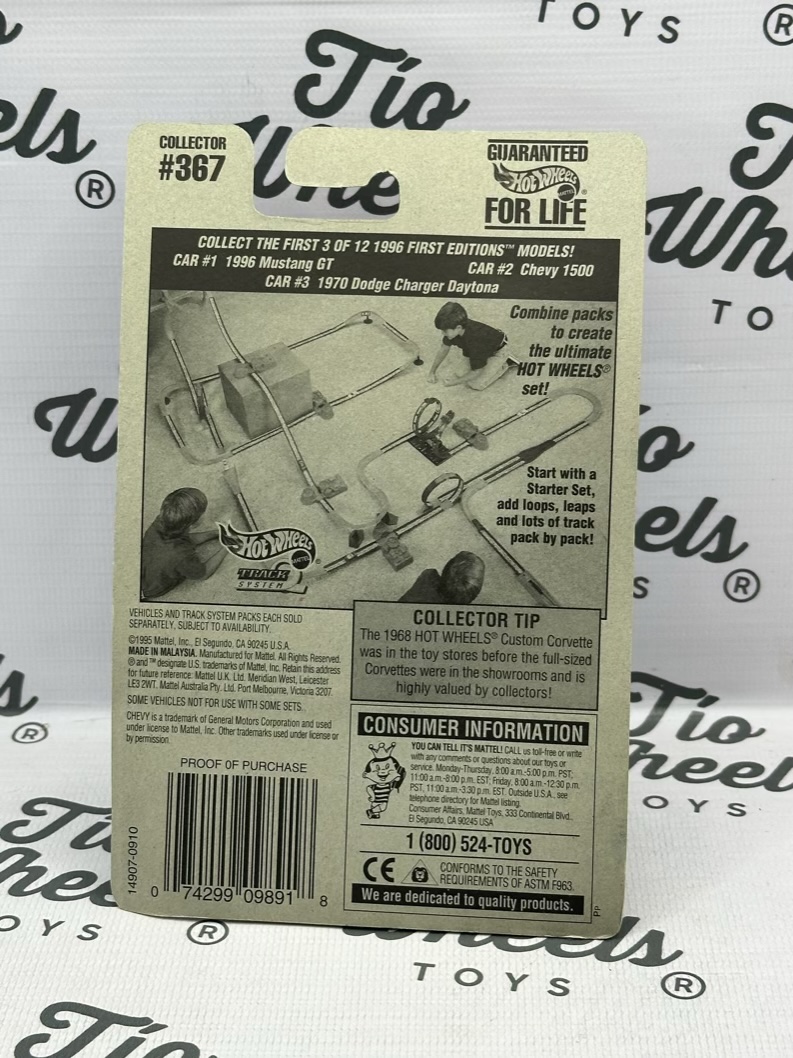 TOYS ®
Tío
Wheels
TOYS
®
COLLECTOR
#367
GUARANTEED
HOT WHEELS
MATTEL
®
FOR LIFE
COLLECT THE FIRST 3 OF 12 1996 FIRST EDITIONS™ MODELS!
CAR #1 1996 Mustang GT
CAR #2 Chevy 1500
CAR #3 1970 Dodge Charger Daytona
Combine packs
to create
the ultimate
HOT WHEELS®
set!
Start with a
Starter Set,
add loops, leaps
and lots of track
pack by pack!
HOT WHEELS
MATTEL
TRACK
SYSTEM
VEHICLES AND TRACK SYSTEM PACKS EACH SOLD
SEPARATELY, SUBJECT TO AVAILABILITY.
©1995 Mattel, Inc., El Segundo, CA 90245 U.S.A.
MADE IN MALAYSIA. Manufactured for Mattel. All Rights Reserved.
® and ™ designate U.S. trademarks of Mattel, Inc. Retain this address
for future reference: Mattel U.K. Ltd. Meridian West, Leicester
LE3 2WT. Mattel Australia Pty. Ltd. Port Melbourne, Victoria 3207.
SOME VEHICLES NOT FOR USE WITH SOME SETS.
CHEVY is a trademark of General Motors Corporation and used
under license to Mattel, Inc. Other trademarks used under license or
by permission.
PROOF OF PURCHASE
14907-0910
0 74299 09891 8
COLLECTOR TIP
The 1968 HOT WHEELS® Custom Corvette
was in the toy stores before the full-sized
Corvettes were in the showrooms and is
highly valued by collectors!
CONSUMER INFORMATION
YOU CAN TELL IT'S MATTEL! CALL us toll-free or write
with any comments or questions about our toys or
service. Monday-Thursday, 8:00 a.m.-5:00 p.m. PST;
11:00 a.m.-8:00 p.m. EST; Friday, 8:00 a.m.-12:30 p.m.
PST, 11:00 a.m.-3:30 p.m. EST. Outside U.S.A., see
telephone directory for Mattel listing.
Consumer Affairs, Mattel Toys, 333 Continental Blvd.,
El Segundo, CA 90245 USA
1 (800) 524-TOYS
CE
CONFORMS TO THE SAFETY
REQUIREMENTS OF ASTM F963.
We are dedicated to quality products.
PP
Tío
Wheels
TOYS ®